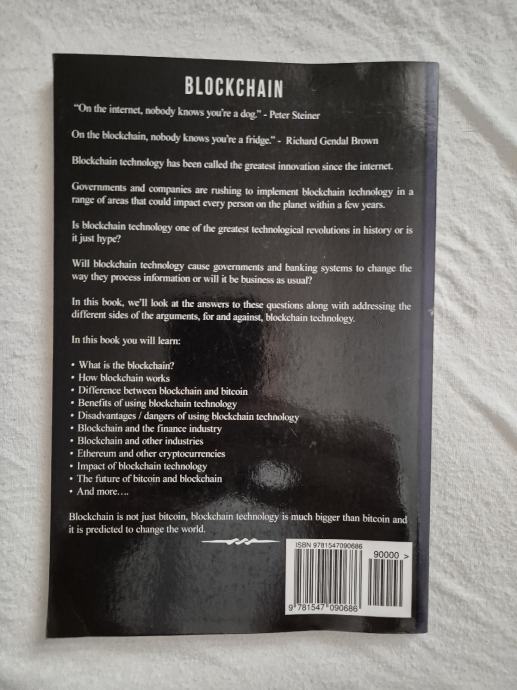 BLOCKCHAIN
“On the internet, nobody knows you’re a dog.” - Peter Steiner
On the blockchain, nobody knows you’re a fridge.” - Richard Gendal Brown
Blockchain technology has been called the greatest innovation since the internet.
Governments and companies are rushing to implement blockchain technology in a
range of areas that could impact every person on the planet within a few years.
Is blockchain technology one of the greatest technological revolutions in history or is
it just hype?
Will blockchain technology cause governments and banking systems to change the
way they process information or will it be business as usual?
In this book, we’ll look at the answers to these questions along with addressing the
different sides of the arguments, for and against, blockchain technology.
In this book you will learn:
• What is the blockchain?
• How blockchain works
• Difference between blockchain and bitcoin
• Benefits of using blockchain technology
• Disadvantages / dangers of using blockchain technology
• Blockchain and the finance industry
• Blockchain and other industries
• Ethereum and other cryptocurrencies
• Impact of blockchain technology
• The future of bitcoin and blockchain
• And more….
Blockchain is not just bitcoin, blockchain technology is much bigger than bitcoin and
it is predicted to change the world.
ISBN 9781547090686
90000 >
9 781547 090686